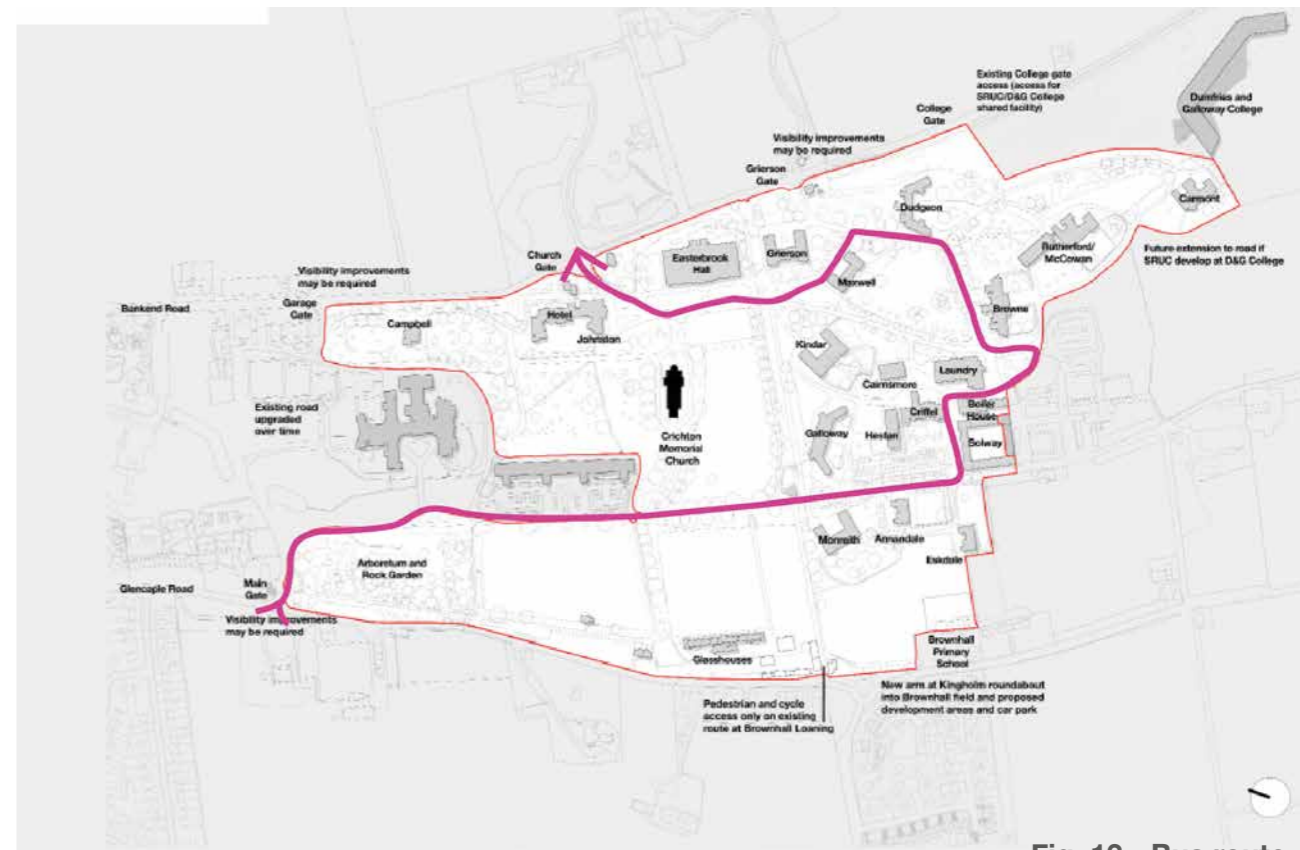 Existing College gate
access (access for
SRUC/D&G College
shared facility)
Dumfries and
Galloway College
College
Gate
Visibility improvements
may be required
Grierson
Gate
Dudgeon
Carmont
Rutherford/
McCowan
Future extension to road if
SRUC develop at D&G College
Church
Gate
Easterbrook
Hall
Grierson
Maxwell
Visibility improvements
may be required
Bankend Road
Garage
Gate
Campbell
Hotel
Johnston
Browne
Kindar
Laundry
Cairnsmore
Existing road
upgraded
over time
Criffel
Boiler
House
Galloway
Hestan
Solway
Crichton
Memorial
Church
Monreith
Annandale
Eskdale
Arboretum and
Rock Garden
Glencaple Road
Main
Gate
Visibility improvements
may be required
Glasshouses
Brownhall
Primary
School
New arm at Kingholm roundabout
into Brownhall field and proposed
development areas and car park
Pedestrian and cycle
access only on existing
route at Brownhall Loaning